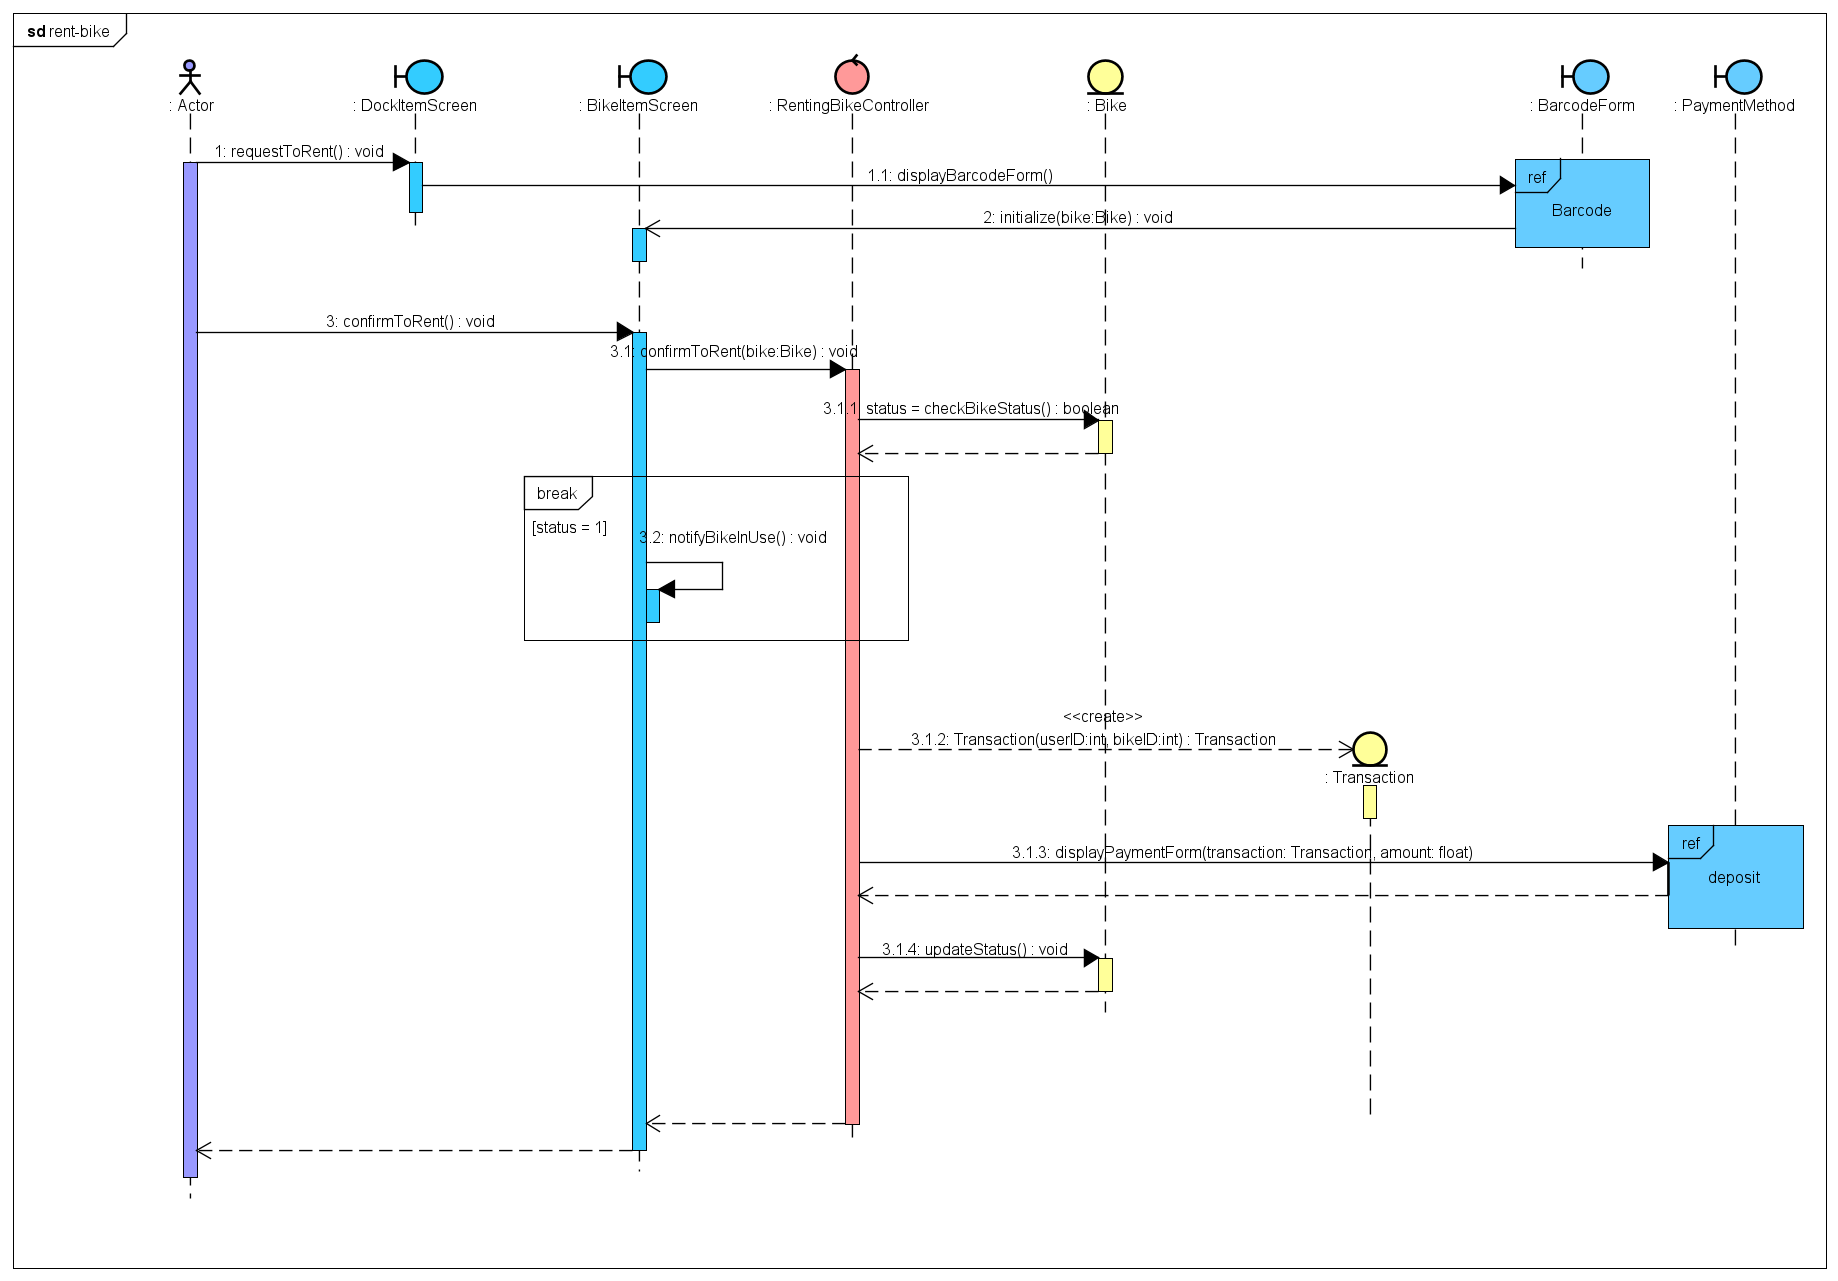 sd rent-bike
: Actor
: DockItemScreen
: BikeItemScreen
: RentingBikeController
: Bike
: BarcodeForm
: PaymentMethod
1: requestToRent() : void
1.1: displayBarcodeForm()
ref
Barcode
2: initialize(bike:Bike) : void
3: confirmToRent() : void
3.1: confirmToRent(bike:Bike) : void
3.1.1: status = checkBikeStatus() : boolean
break
[status = 1]
3.2: notifyBikeInUse() : void
<<create>>
3.1.2: Transaction(userID:int, bikeID:int) : Transaction
: Transaction
ref
3.1.3: displayPaymentForm(transaction: Transaction, amount: float)
deposit
3.1.4: updateStatus() : void